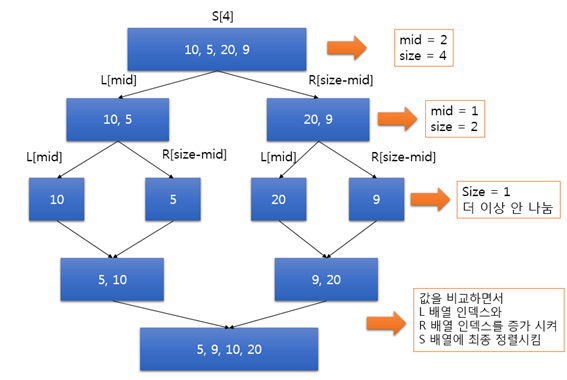 S[4]
10, 5, 20, 9
mid = 2
size = 4
L[mid]
R[size-mid]
10, 5
20, 9
mid = 1
size = 2
L[mid]
R[size-mid]
L[mid]
R[size-mid]
10
5
20
9
Size = 1
더 이상 안 나눔
5, 10
9, 20
값을 비교하면서
L 배열 인덱스와
R 배열 인덱스를 증가 시켜
S 배열에 최종 정렬시킴
5, 9, 10, 20